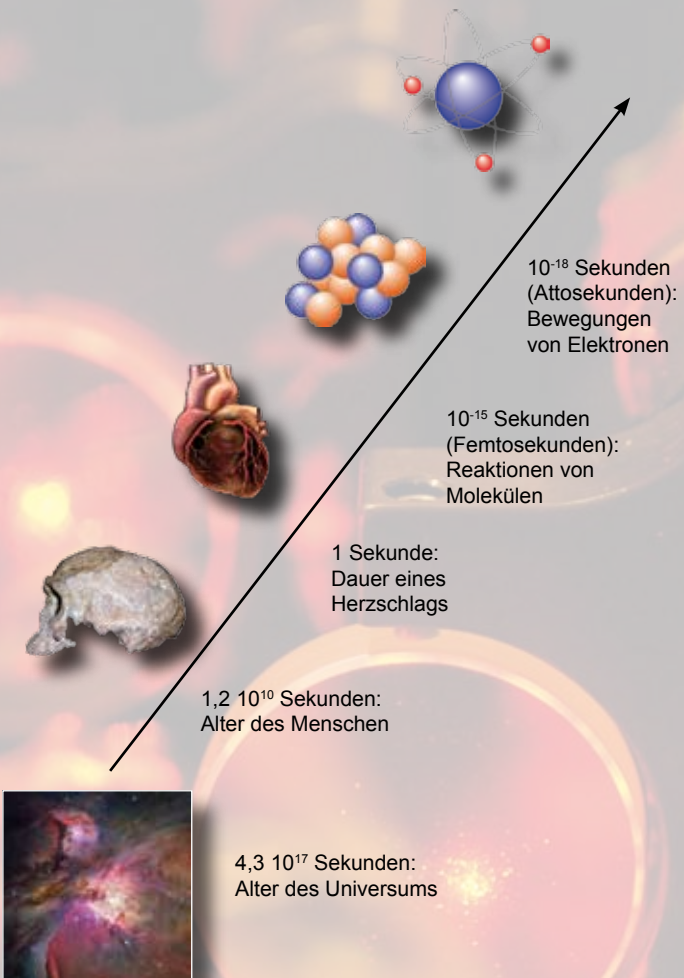 10⁻¹⁸ Sekunden
(Attosekunden):
Bewegungen
von Elektronen
10⁻¹⁵ Sekunden
(Femtosekunden):
Reaktionen von
Molekülen
1 Sekunde:
Dauer eines
Herzschlags
1,2 10¹⁰ Sekunden:
Alter des Menschen
4,3 10¹⁷ Sekunden:
Alter des Universums